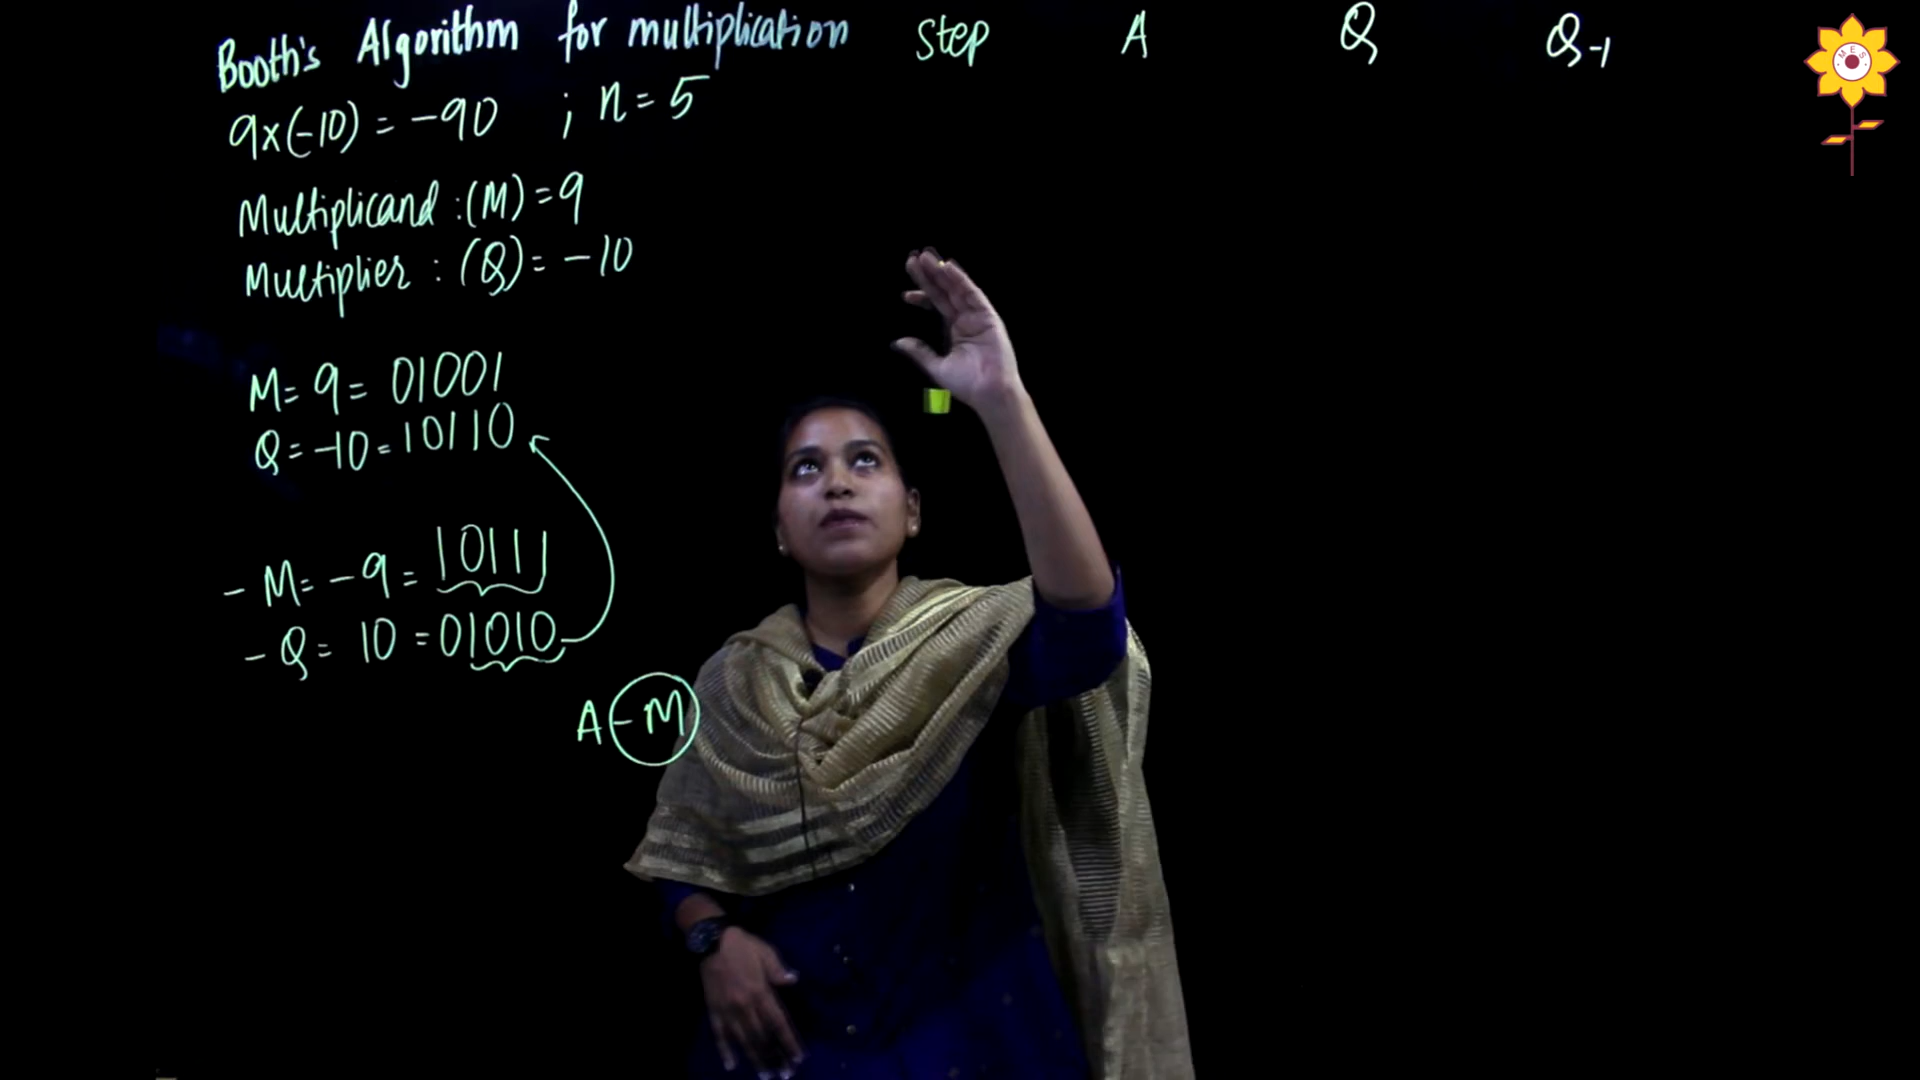 Booth's Algorithm for multiplication
9x(-10) = -90 ; n = 5
Multiplicand :(M) = 9
Multiplier : (Q) = -10
M = 9 = 01001
Q = -10 = 10110
- M = -9 = 10111
- Q = 10 = 01010
A - M
Step A Q Q-1
MES